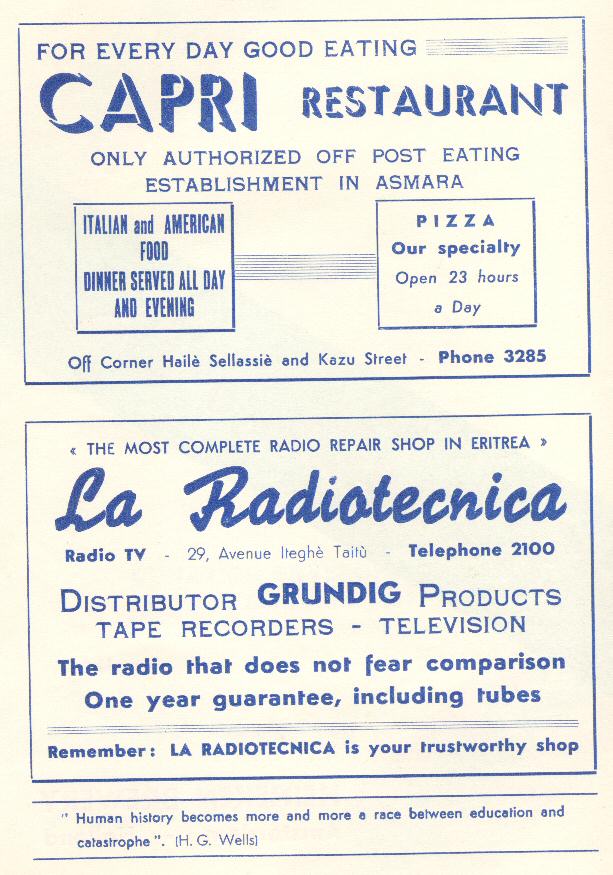 FOR EVERY DAY GOOD EATING
CAPRI RESTAURANT
ONLY AUTHORIZED OFF POST EATING
ESTABLISHMENT IN ASMARA
ITALIAN and AMERICAN
FOOD
DINNER SERVED ALL DAY
AND EVENING
PIZZA
Our specialty
Open 23 hours
a Day
Off Corner Hailè Sellassiè and Kazu Street - Phone 3285
« THE MOST COMPLETE RADIO REPAIR SHOP IN ERITREA »
La Radiotecnica
Radio TV - 29, Avenue Iteghè Taitù - Telephone 2100
DISTRIBUTOR GRUNDIG PRODUCTS
TAPE RECORDERS - TELEVISION
The radio that does not fear comparison
One year guarantee, including tubes
Remember: LA RADIOTECNICA is your trustworthy shop
" Human history becomes more and more a race between education and
catastrophe ". (H. G. Wells)